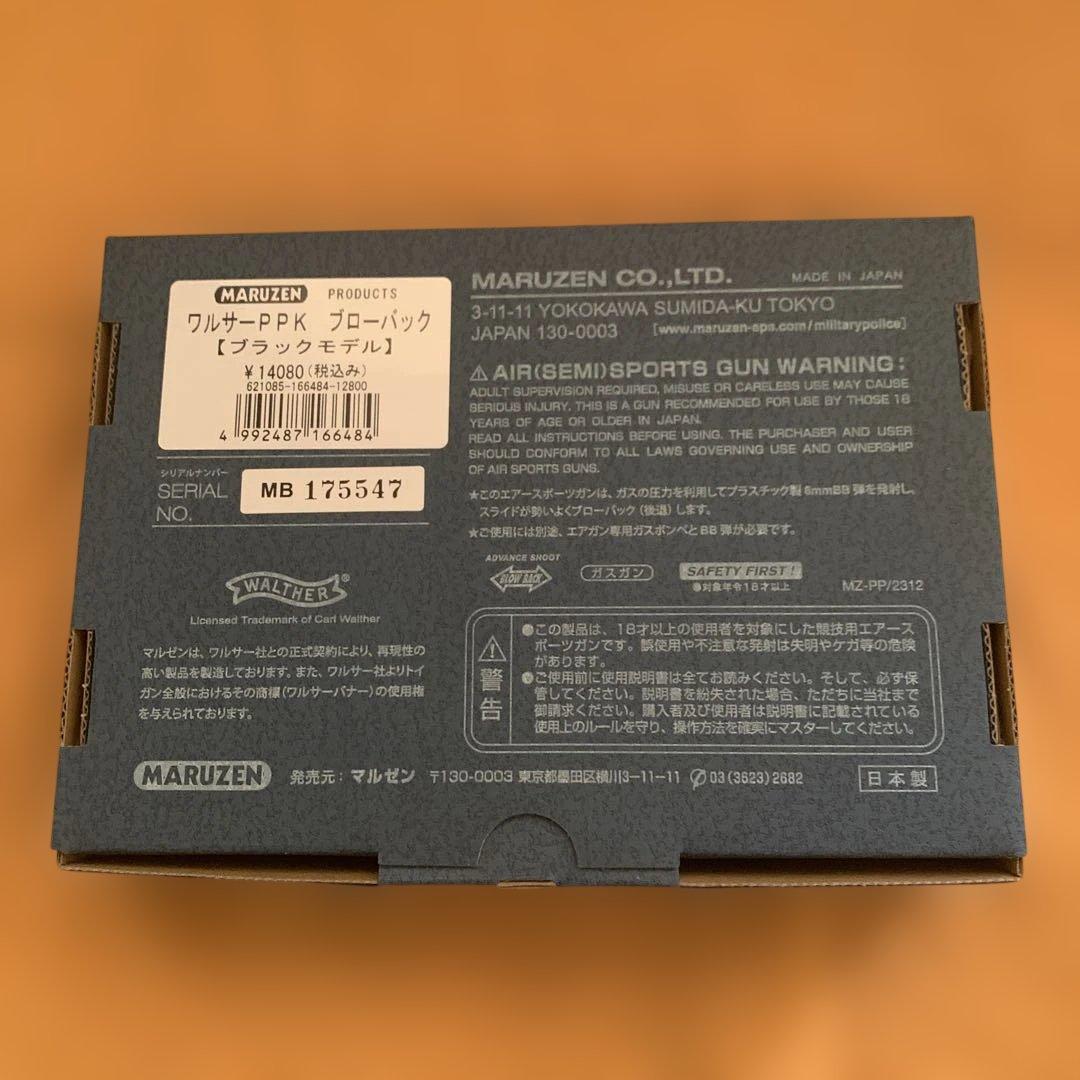 MARUZEN PRODUCTS
ワルサーPPK ブローバック
【ブラックモデル】
¥14080(税込み)
621085-166484-12800
4 992487 166484
シリアルナンバー
SERIAL NO.
MB 175547
WALTHER®
Licensed Trademark of Carl Walther
マルゼンは、ワルサー社との正式契約により、再現性の
高い製品を製造しております。また、ワルサー社よりトイ
ガン全般におけるその商標(ワルサーバナー)の使用権
を与えられております。
MARUZEN CO.,LTD.
MADE IN JAPAN
3-11-11 YOKOKAWA SUMIDA-KU TOKYO
JAPAN 130-0003 [www.maruzen-aps.com/militarypolice]
⚠AIR(SEMI)SPORTS GUN WARNING:
ADULT SUPERVISION REQUIRED. MISUSE OR CARELESS USE MAY CAUSE
SERIOUS INJURY. THIS IS A GUN RECOMMENDED FOR USE BY THOSE 18
YEARS OF AGE OR OLDER IN JAPAN.
READ ALL INSTRUCTIONS BEFORE USING. THE PURCHASER AND USER
SHOULD CONFORM TO ALL LAWS GOVERNING USE AND OWNERSHIP
OF AIR SPORTS GUNS.
★このエアースポーツガンは、ガスの圧力を利用してプラスチック製6mmBB弾を発射し、
スライドが勢いよくブローバック(後退)します。
★ご使用には別途、エアガン専用ガスボンベとBB弾が必要です。
ADVANCE SHOOT
BLOW BACK
ガスガン
SAFETY FIRST!
●対象年令18才以上
MZ-PP/2312
⚠警告
●この製品は、18才以上の使用者を対象にした競技用エアース
ポーツガンです。誤使用や不注意な発射は失明やケガ等の危険
があります。
●ご使用前に使用説明書は全てお読みください。そして、必ず保
管してください。説明書を紛失された場合、ただちに当社まで
御請求ください。購入者及び使用者は説明書に記載されている
使用上のルールを守り、操作方法を確実にマスターしてください。
MARUZEN 発売元:マルゼン 〒130-0003 東京都墨田区横川3-11-11 ✆03(3623)2682
日本製